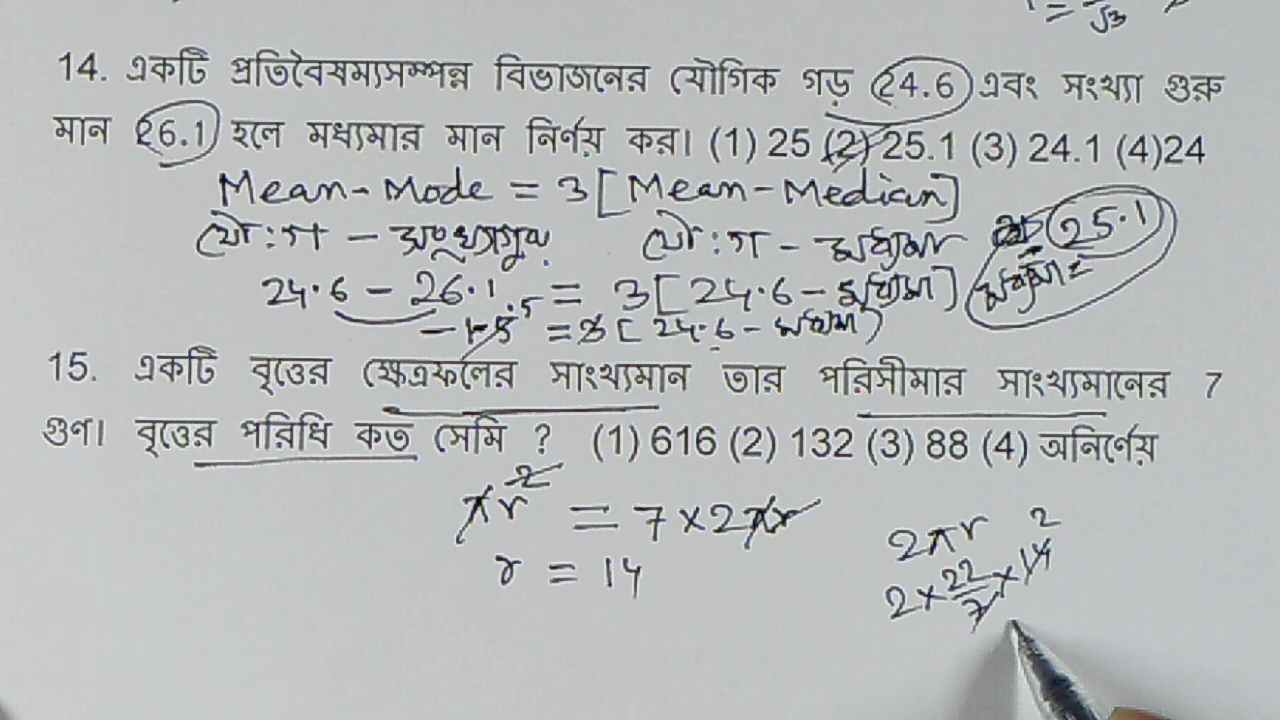 = /√3
14. একটি প্রতিবৈষম্যসম্পন্ন বিভাজনের যৌগিক গড় 24.6 এবং সংখ্যা গুরু
মান 26.1 হলে মধ্যমার মান নির্ণয় কর। (1) 25 (2) 25.1 (3) 24.1 (4)24
Mean-Mode = 3[Mean-Median]
যৌ:গ - সংখ্যাগুরু যৌ:গ - মধ্যমা
24.6 - 26.1 = 3[24.6 - মধ্যমা] মধ্যমা = 25.1
-1.5 .5 = 3[24.6 - মধ্যমা)
15. একটি বৃত্তের ক্ষেত্রফলের সাংখ্যমান তার পরিসীমার সাংখ্যমানের 7
গুণ। বৃত্তের পরিধি কত সেমি ? (1) 616 (2) 132 (3) 88 (4) অনির্ণেয়
πr² = 7×2πr
r = 14
2πr
2×22/7×14 2